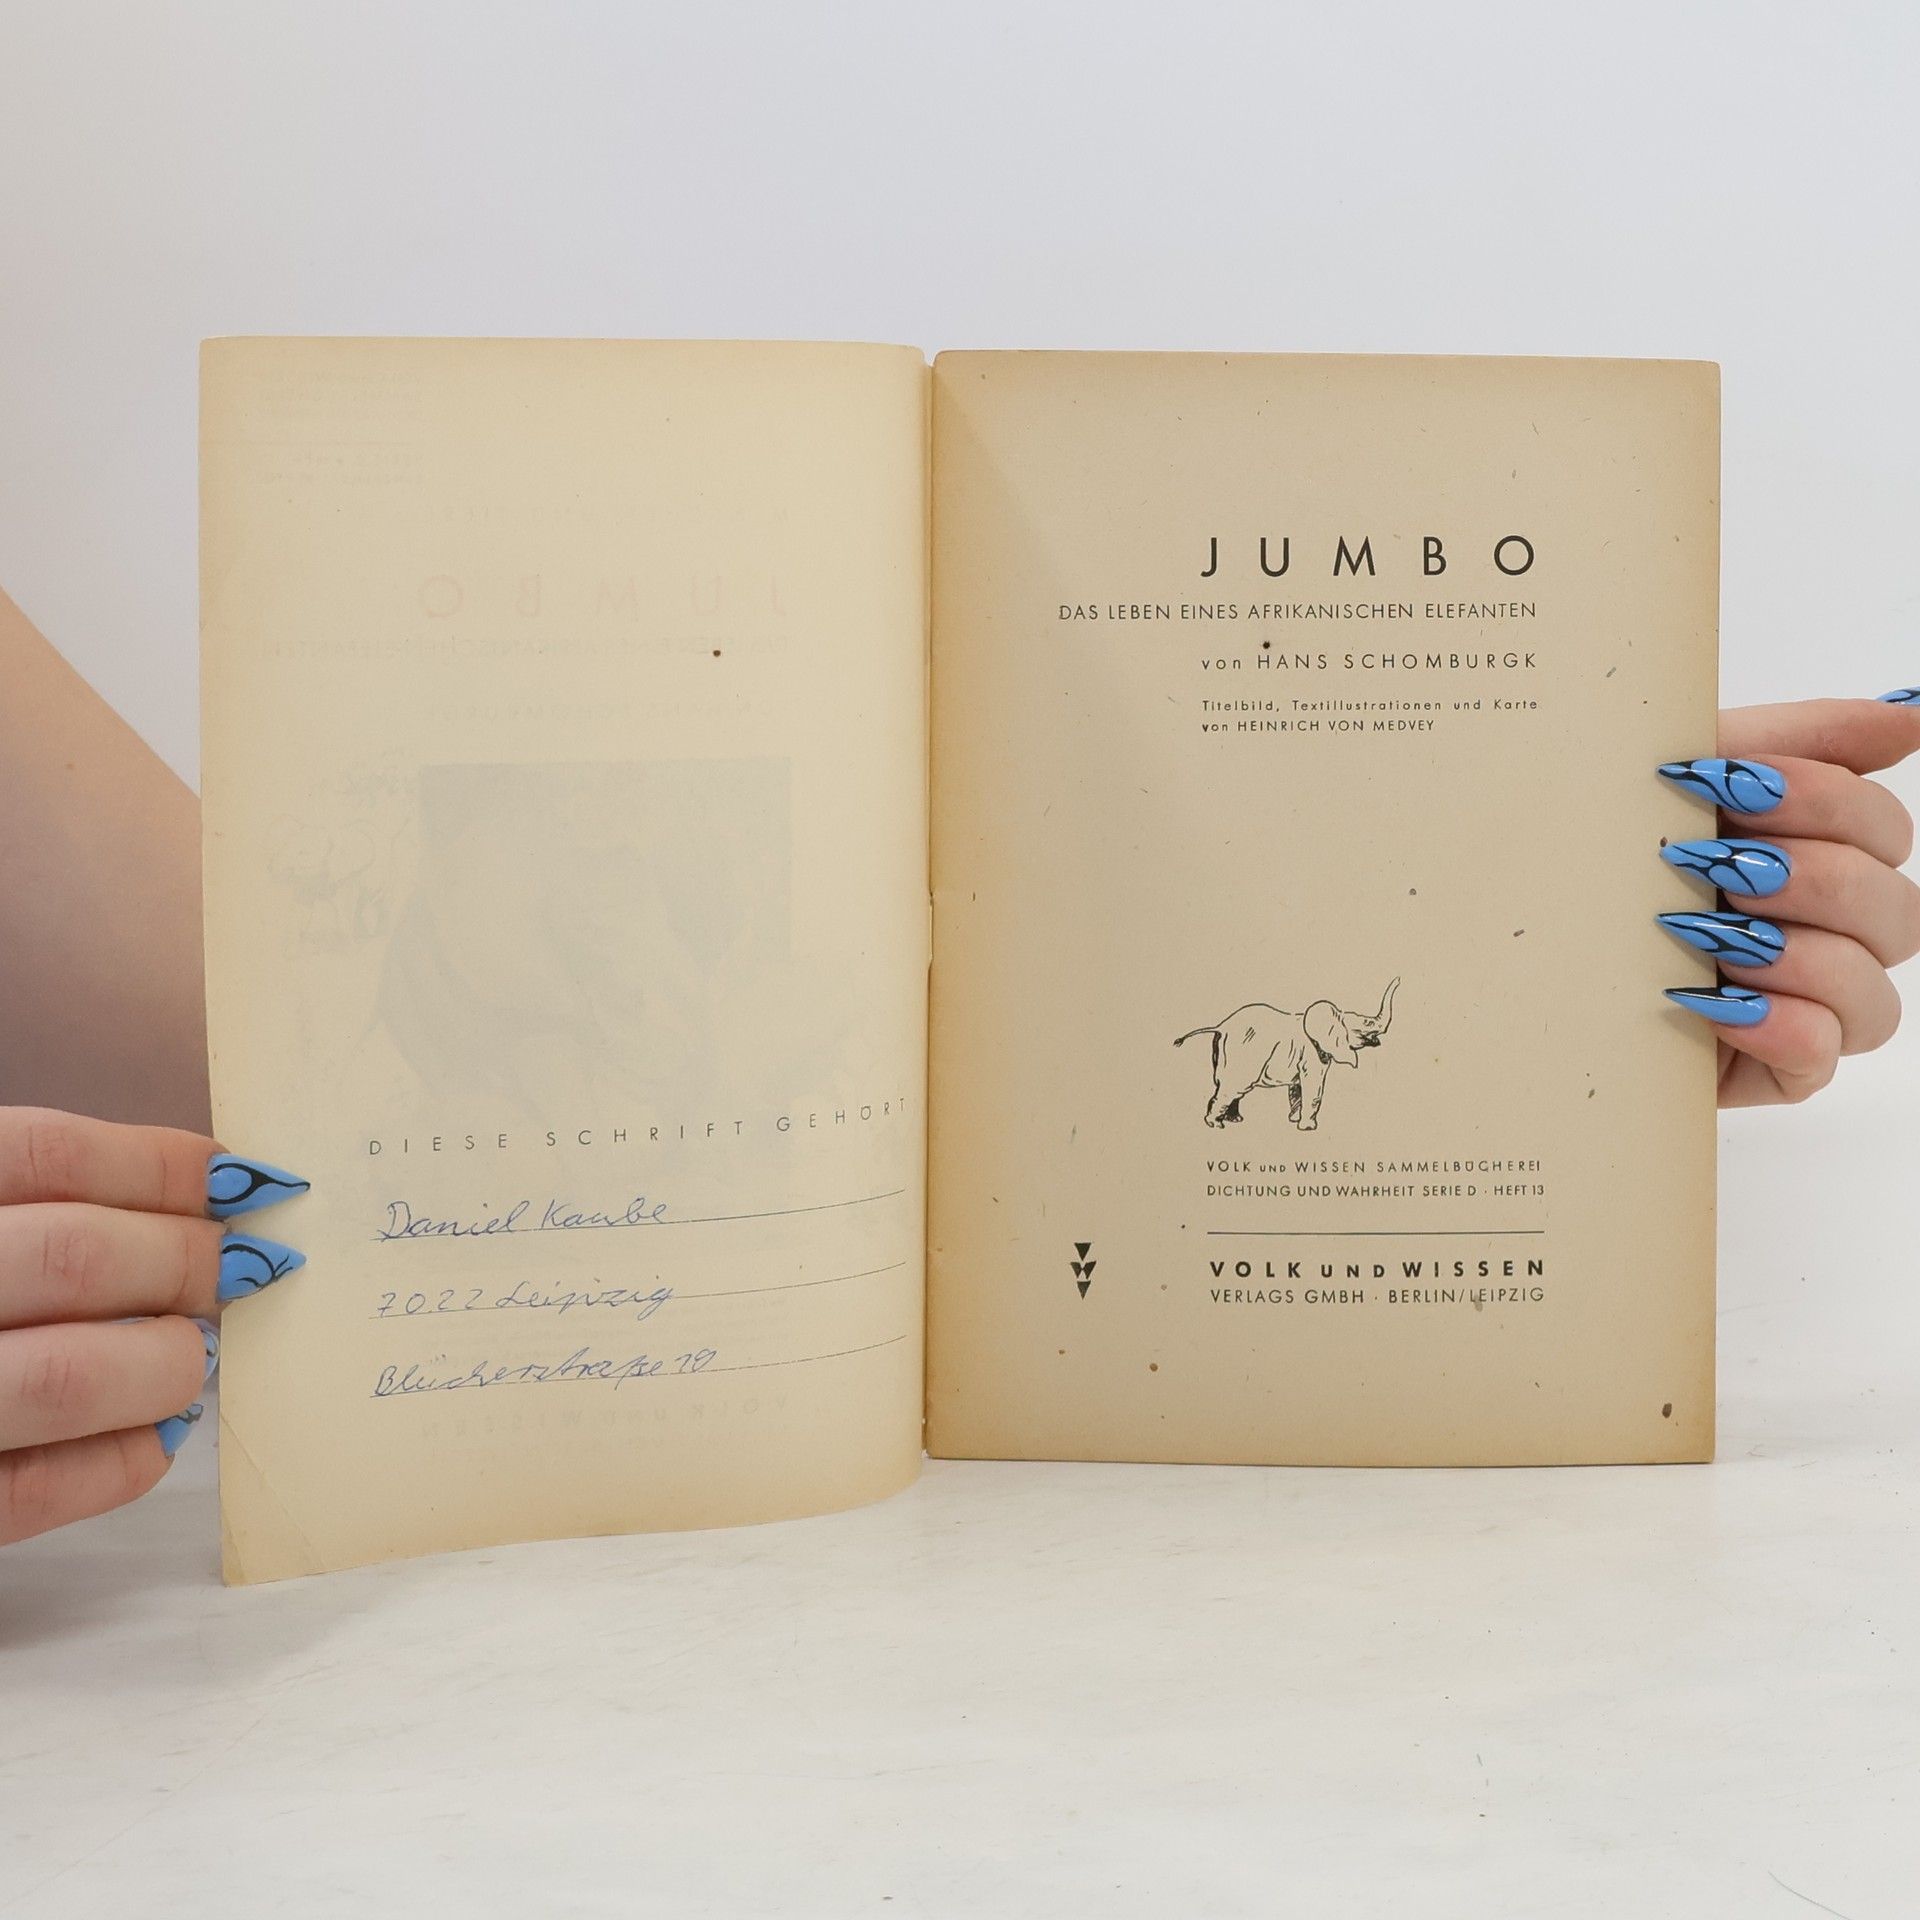 DIESE SCHRIFT GEHÖRT
Daniel Kaube
7022 Leipzig
Blücherstraße 19
JUMBO
DAS LEBEN EINES AFRIKANISCHEN ELEFANTEN
von HANS SCHOMBURGK
Titelbild, Textillustrationen und Karte
von HEINRICH VON MEDVEY
VOLK UND WISSEN SAMMELBÜCHEREI
DICHTUNG UND WAHRHEIT SERIE D · HEFT 13
VOLK UND WISSEN
VERLAGS GMBH · BERLIN/LEIPZIG